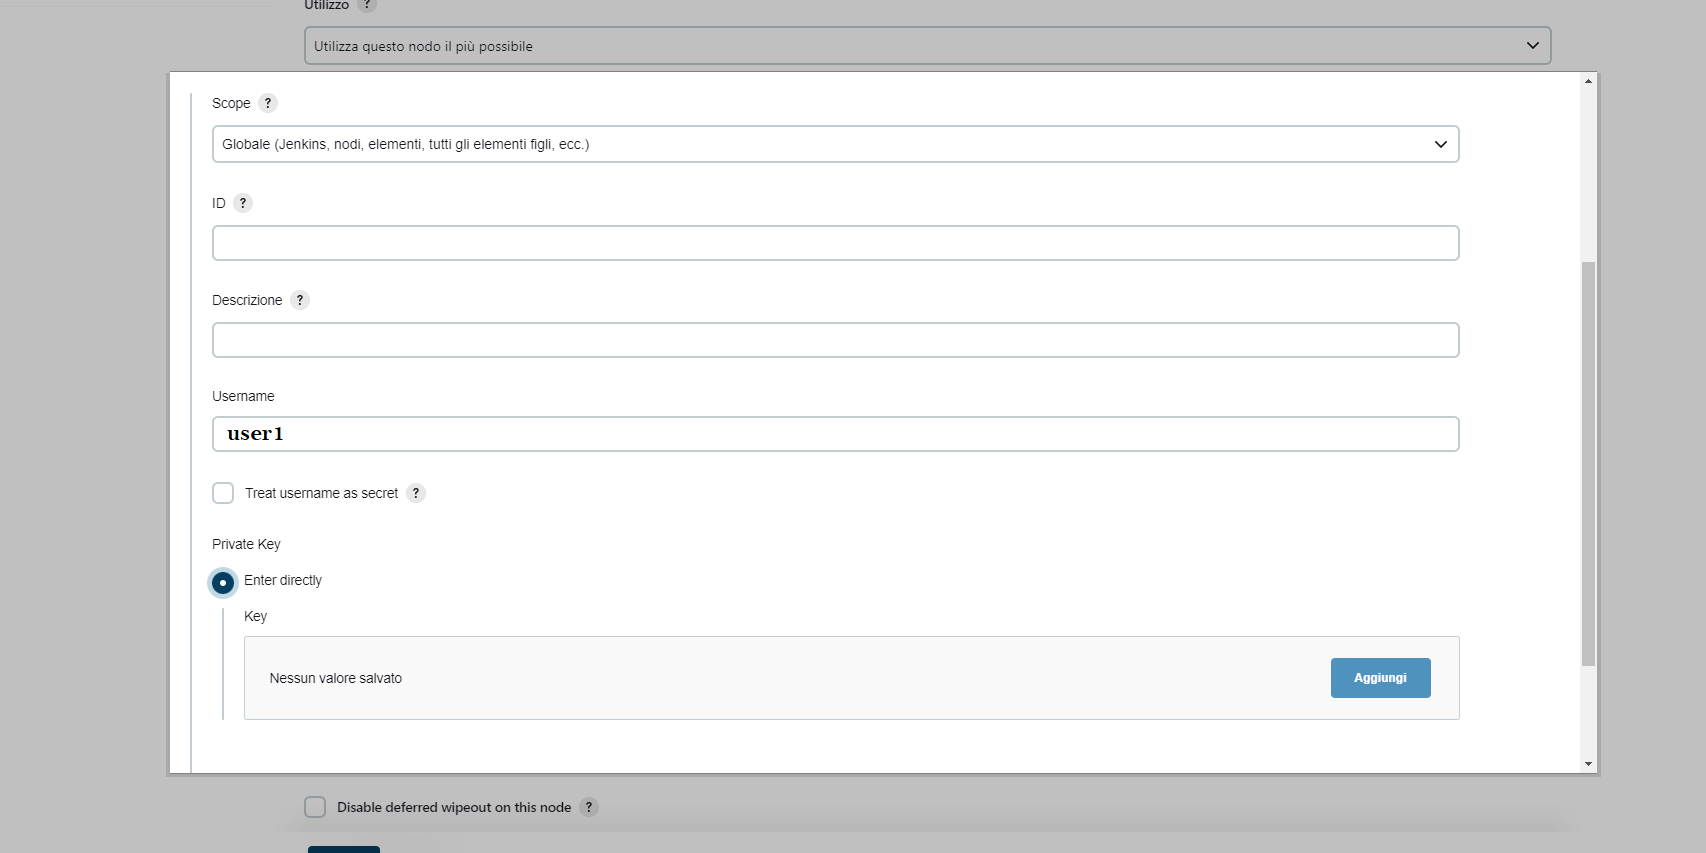 Utilizzo ?
Utilizza questo nodo il più possibile
Scope ?
Globale (Jenkins, nodi, elementi, tutti gli elementi figli, ecc.)
ID ?
Descrizione ?
Username
user1
Treat username as secret ?
Private Key
Enter directly
Key
Nessun valore salvato
Aggiungi
Disable deferred wipeout on this node ?